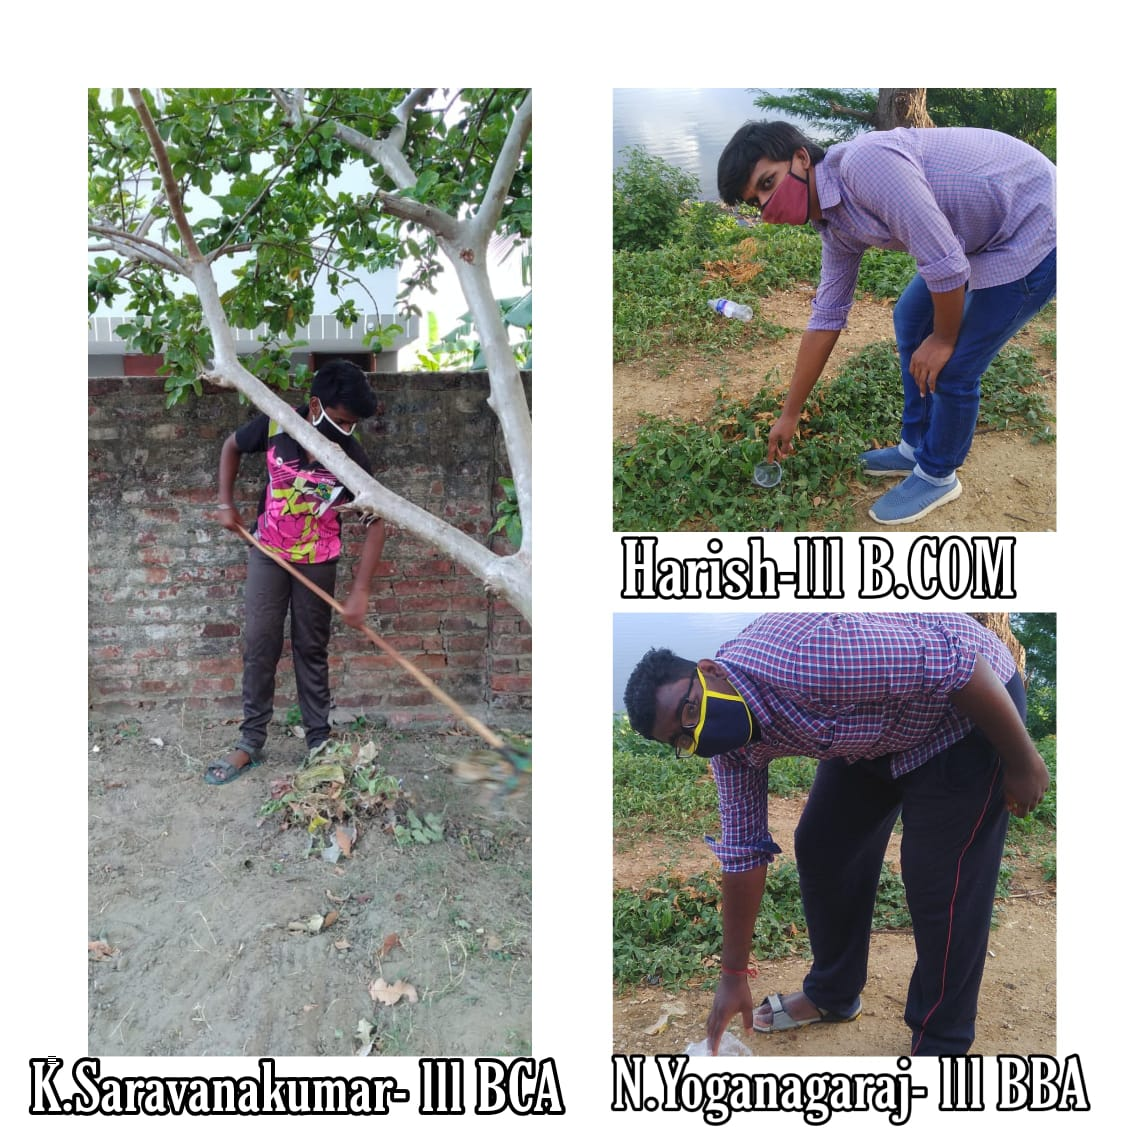 Harish-III B.COM
K.Saravanakumar- III BCA
N.Yoganagaraj- III BBA